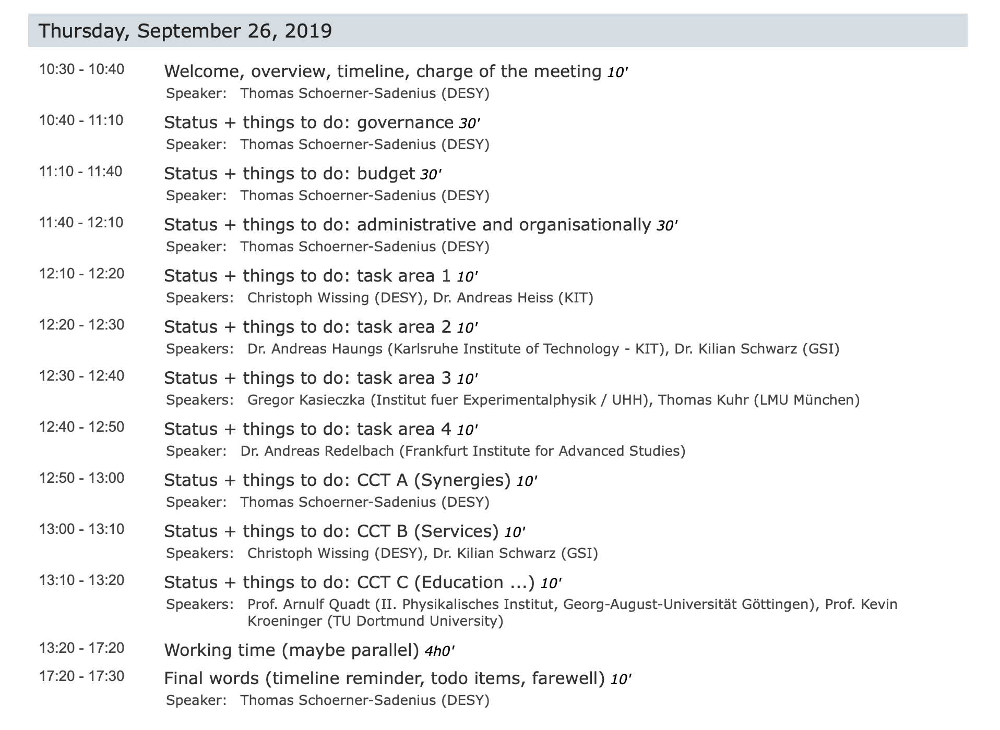 Thursday, September 26, 2019
10:30 - 10:40 Welcome, overview, timeline, charge of the meeting 10'
Speaker: Thomas Schoerner-Sadenius (DESY)
10:40 - 11:10 Status + things to do: governance 30'
Speaker: Thomas Schoerner-Sadenius (DESY)
11:10 - 11:40 Status + things to do: budget 30'
Speaker: Thomas Schoerner-Sadenius (DESY)
11:40 - 12:10 Status + things to do: administrative and organisationally 30'
Speaker: Thomas Schoerner-Sadenius (DESY)
12:10 - 12:20 Status + things to do: task area 1 10'
Speakers: Christoph Wissing (DESY), Dr. Andreas Heiss (KIT)
12:20 - 12:30 Status + things to do: task area 2 10'
Speakers: Dr. Andreas Haungs (Karlsruhe Institute of Technology - KIT), Dr. Kilian Schwarz (GSI)
12:30 - 12:40 Status + things to do: task area 3 10'
Speakers: Gregor Kasieczka (Institut fuer Experimentalphysik / UHH), Thomas Kuhr (LMU München)
12:40 - 12:50 Status + things to do: task area 4 10'
Speaker: Dr. Andreas Redelbach (Frankfurt Institute for Advanced Studies)
12:50 - 13:00 Status + things to do: CCT A (Synergies) 10'
Speaker: Thomas Schoerner-Sadenius (DESY)
13:00 - 13:10 Status + things to do: CCT B (Services) 10'
Speakers: Christoph Wissing (DESY), Dr. Kilian Schwarz (GSI)
13:10 - 13:20 Status + things to do: CCT C (Education ...) 10'
Speakers: Prof. Arnulf Quadt (II. Physikalisches Institut, Georg-August-Universität Göttingen), Prof. Kevin
Kroeninger (TU Dortmund University)
13:20 - 17:20 Working time (maybe parallel) 4h0'
17:20 - 17:30 Final words (timeline reminder, todo items, farewell) 10'
Speaker: Thomas Schoerner-Sadenius (DESY)